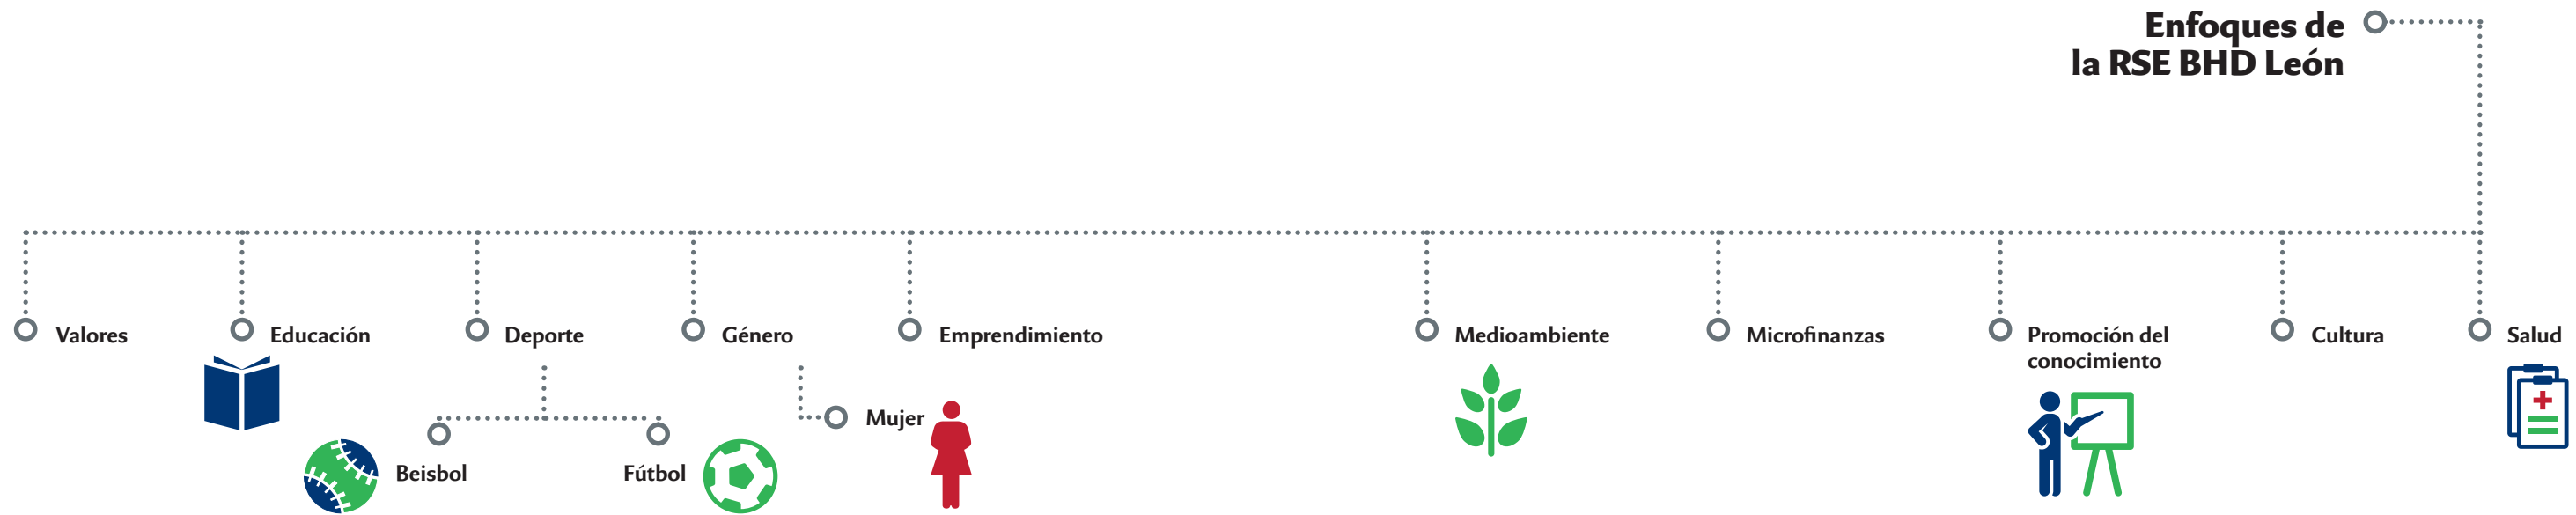 Enfoques de
la RSE BHD León
Valores
Educación
Deporte
Género
Emprendimiento
Medioambiente
Microfinanzas
Promoción del
conocimiento
Cultura
Salud
Beisbol
Fútbol
Mujer